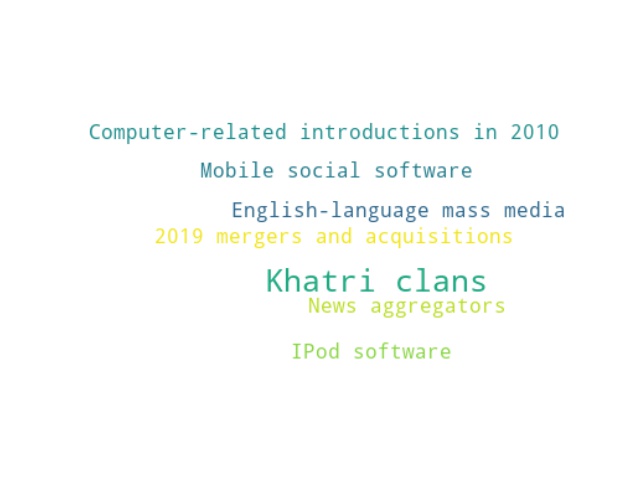 Computer-related introductions in 2010
Mobile social software
English-language mass media
2019 mergers and acquisitions
Khatri clans
News aggregators
IPod software